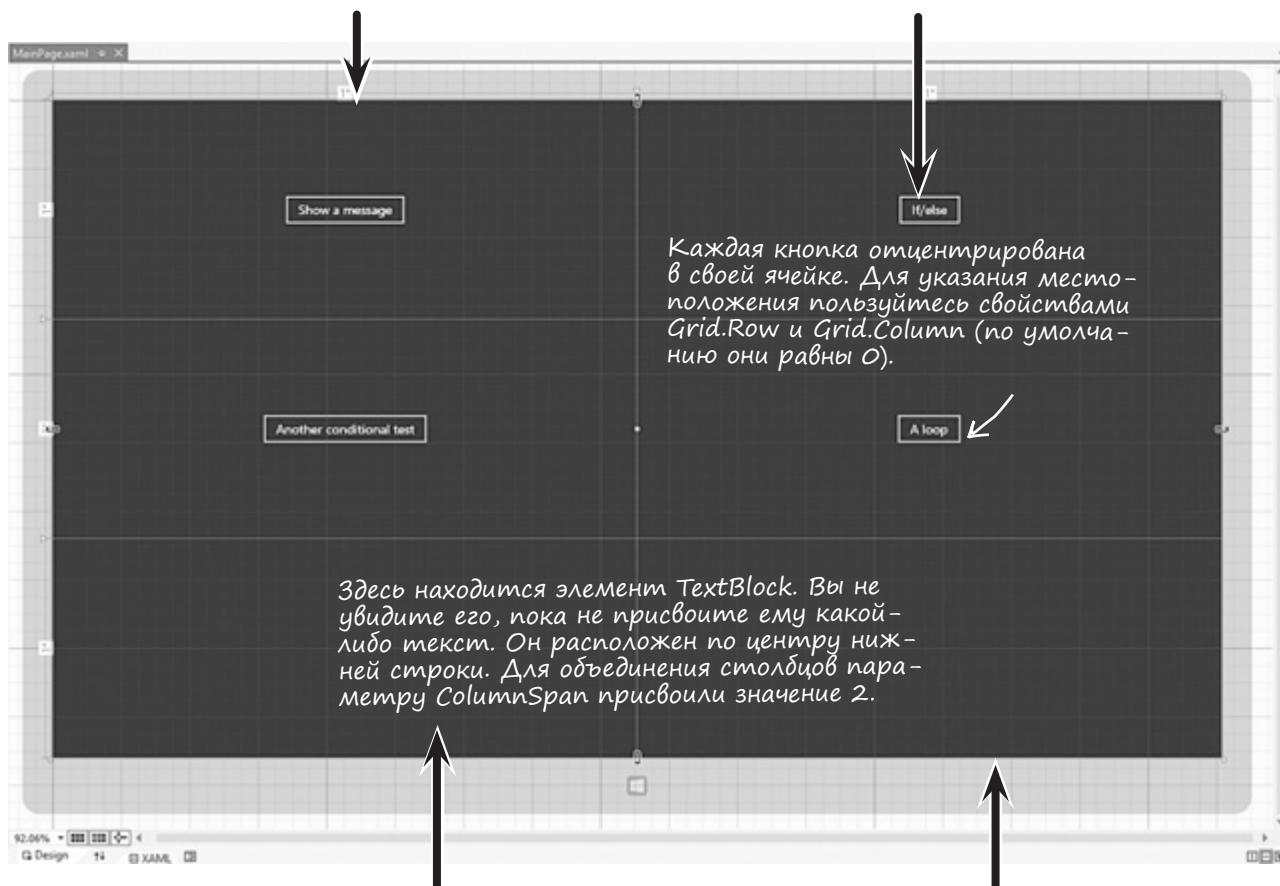 MainPage.xaml
1*
1*
1*
Show a message
If/else
Каждая кнопка отцентрирована
в своей ячейке. Для указания место-
положения пользуйтесь свойствами
Grid.Row и Grid.Column (по умолча-
нию они равны 0).
Another conditional test
A loop
Здесь находится элемент TextBlock. Вы не
увидите его, пока не присвоите ему какой-
либо текст. Он расположен по центру ниж-
ней строки. Для объединения столбцов пара-
метру ColumnSpan присвоили значение 2.
1*
92.06%
Design
XAML